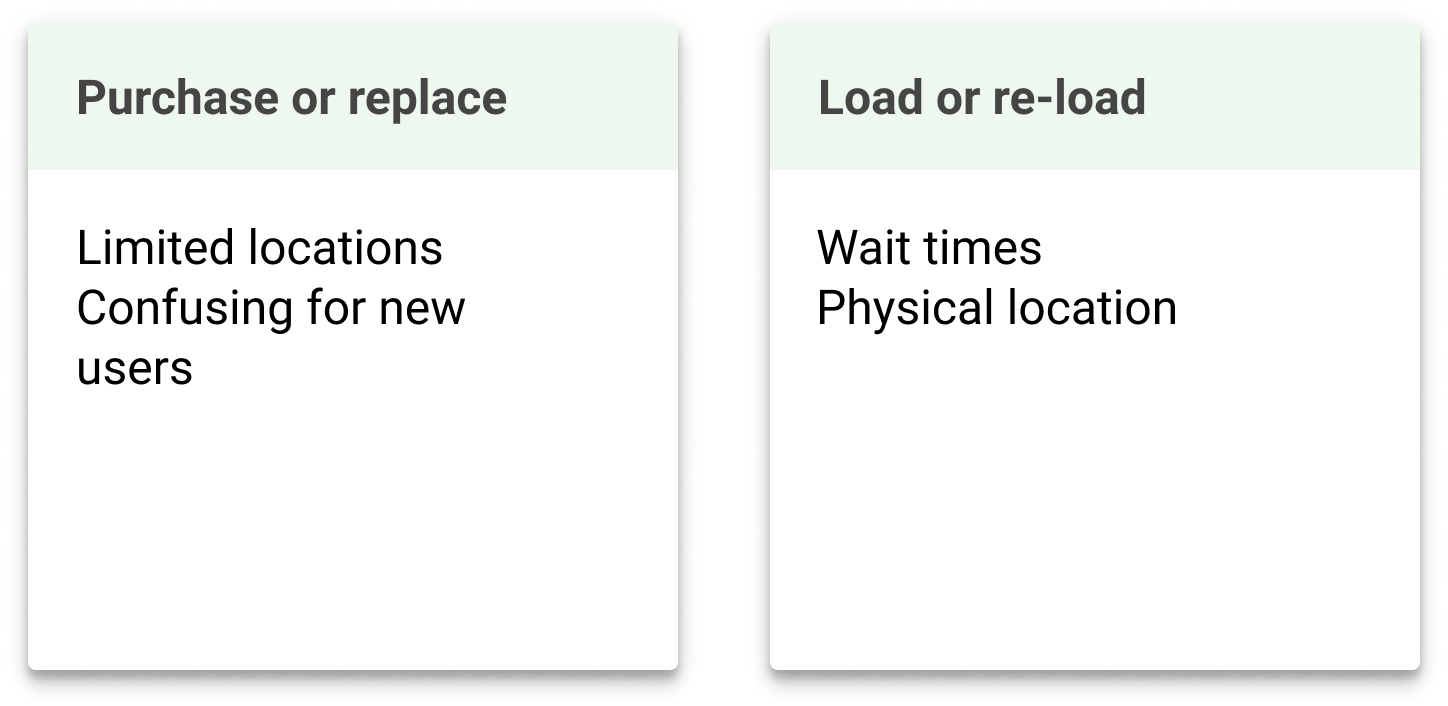 Purchase or replace
Limited locations
Confusing for new
users
Load or re-load
Wait times
Physical location